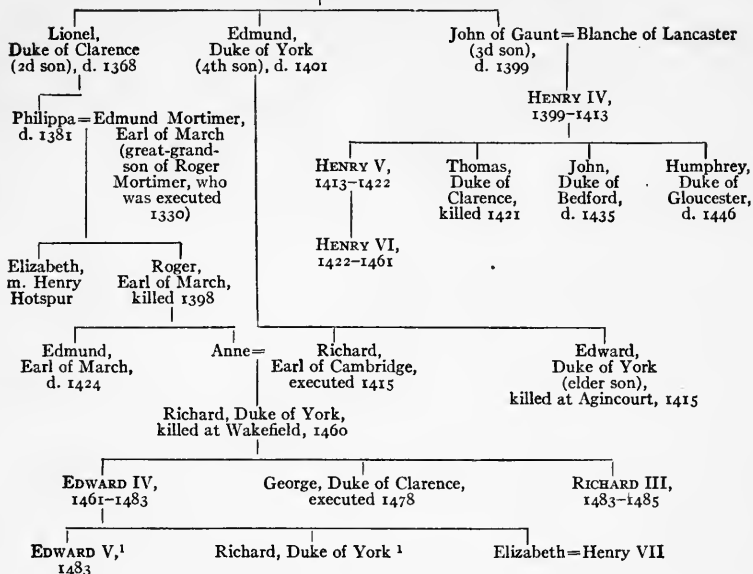 Lionel,
Duke of Clarence
(2d son), d. 1368
Edmund,
Duke of York
(4th son), d. 1401
John of Gaunt=Blanche of Lancaster
(3d son),
d. 1399
Philippa=Edmund Mortimer,
d. 1381
Earl of March
(great-grand-
son of Roger
Mortimer, who
was executed
1330)
HENRY IV,
1399–1413
HENRY V,
1413–1422
Thomas,
Duke of
Clarence,
killed 1421
John,
Duke of
Bedford,
d. 1435
Humphrey,
Duke of
Gloucester,
d. 1446
HENRY VI,
1422–1461
Elizabeth,
m. Henry
Hotspur
Roger,
Earl of March,
killed 1398
Edmund,
Earl of March,
d. 1424
Anne=
Richard,
Earl of Cambridge,
executed 1415
Edward,
Duke of York
(elder son),
killed at Agincourt, 1415
Richard, Duke of York,
killed at Wakefield, 1460
EDWARD IV,
1461–1483
George, Duke of Clarence,
executed 1478
RICHARD III,
1483–1485
EDWARD V,¹
1483
Richard, Duke of York ¹
Elizabeth=Henry VII